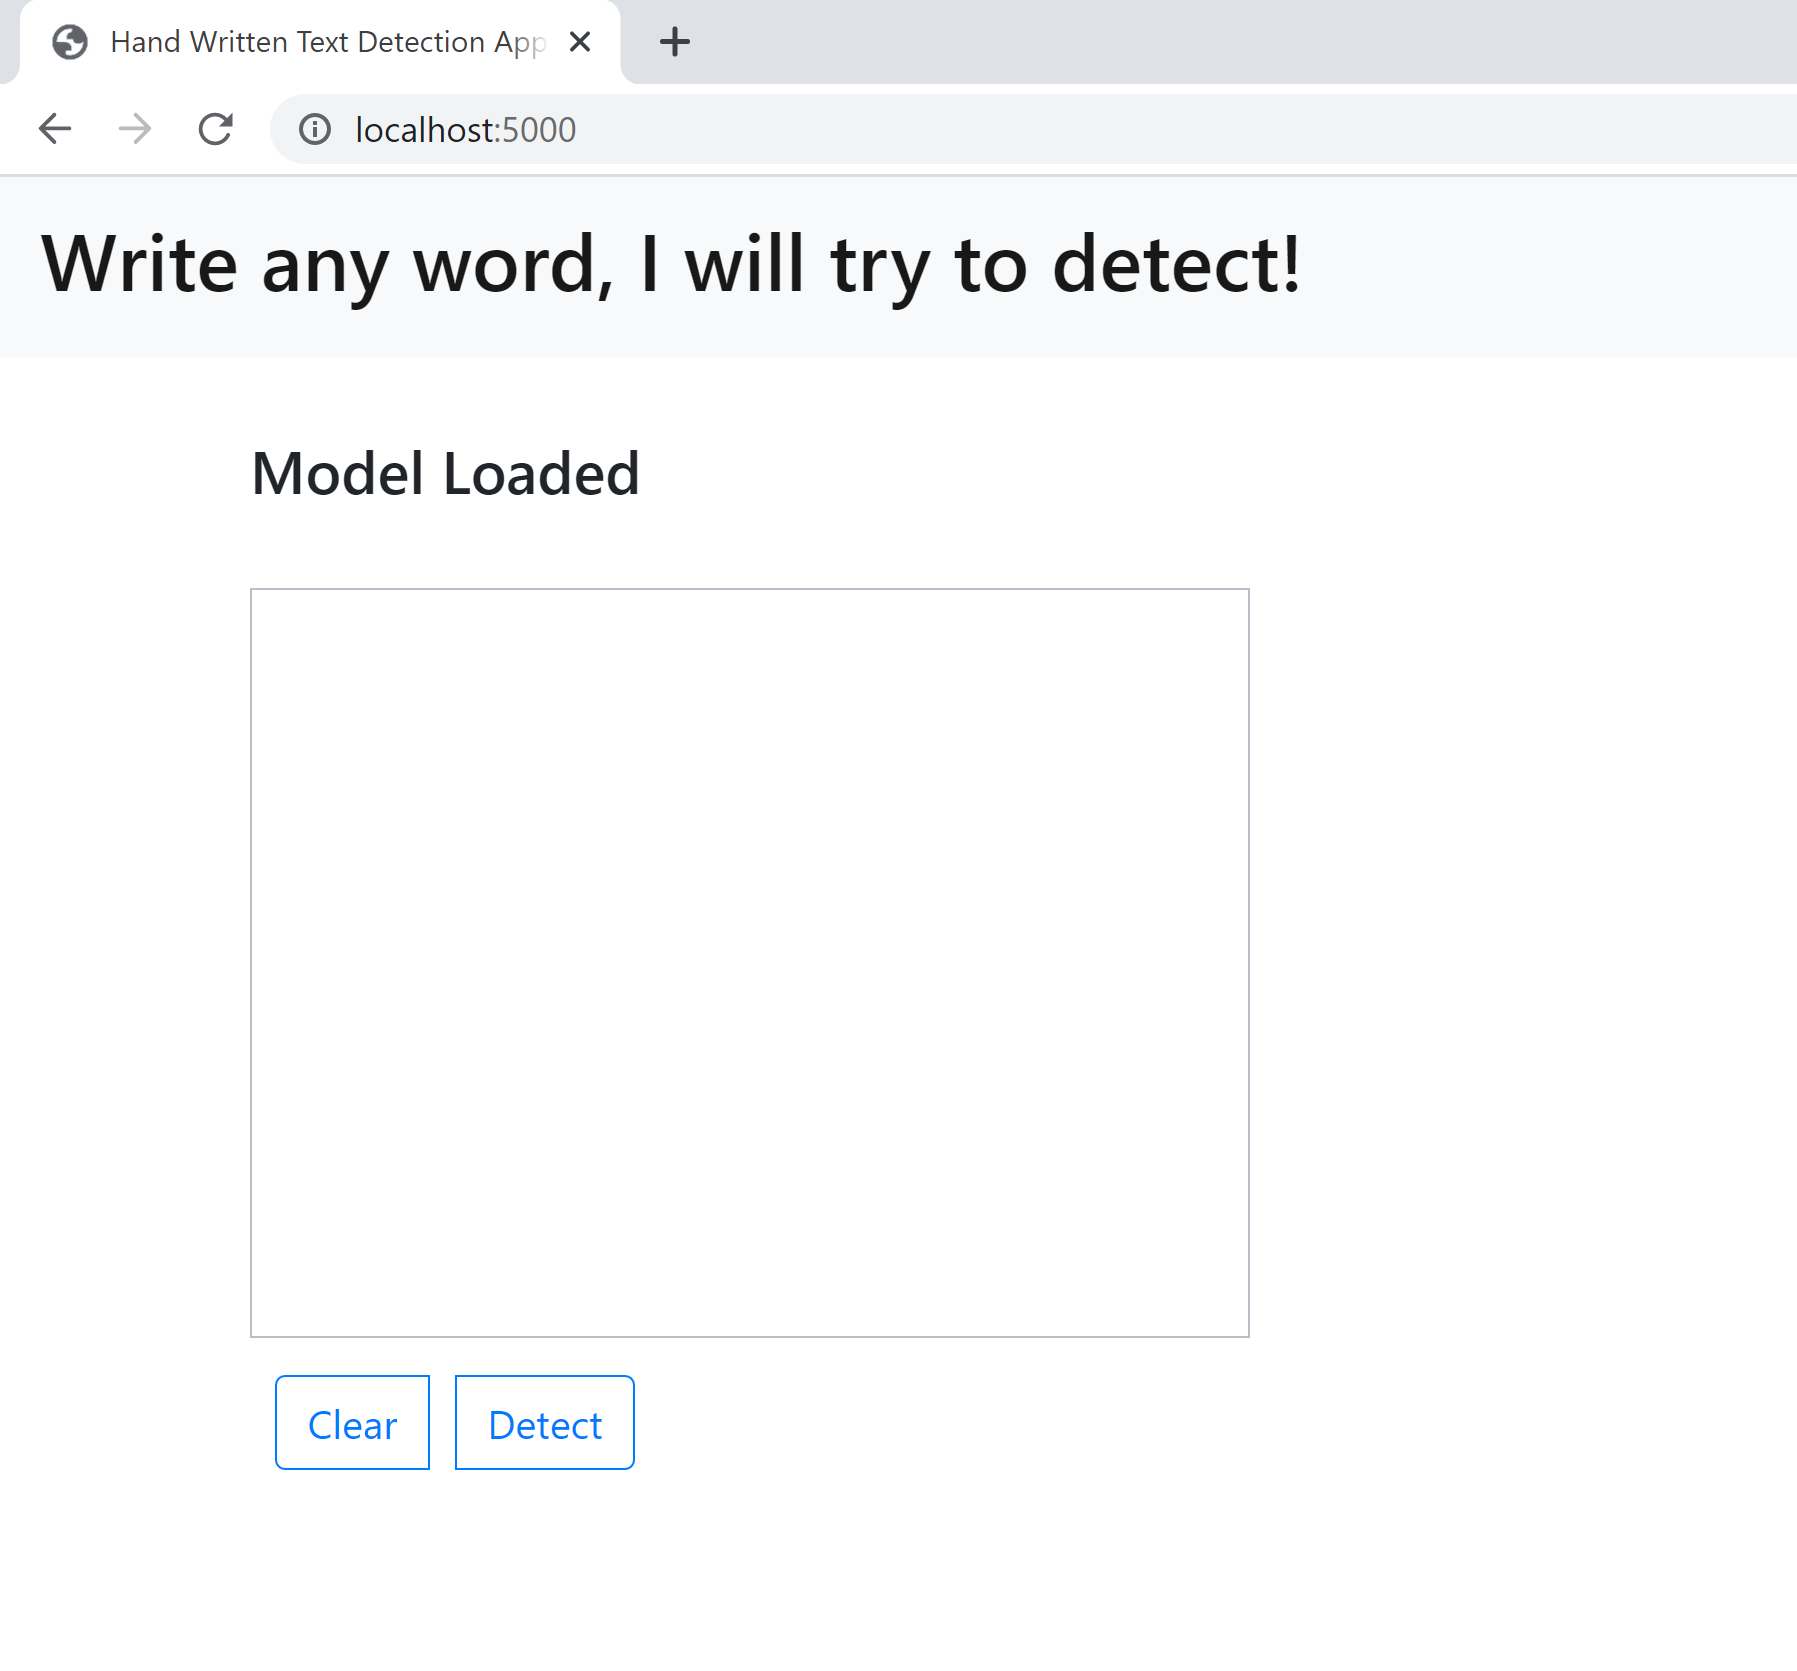 Hand Written Text Detection App
localhost:5000
Write any word, I will try to detect!
Model Loaded
Clear Detect